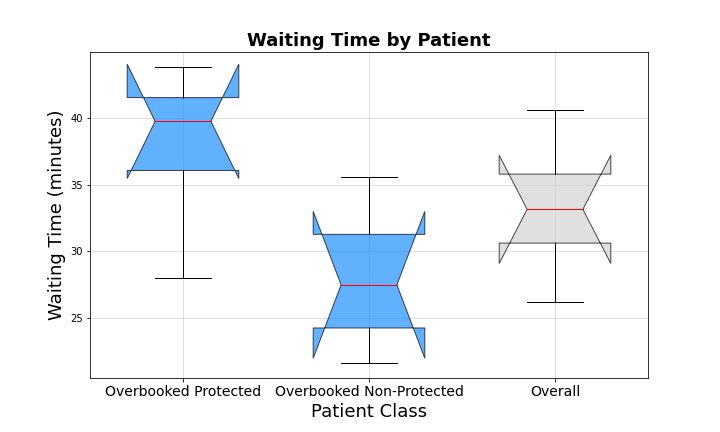 Waiting Time by Patient
Waiting Time (minutes)
40
35
30
25
Overbooked Protected
Overbooked Non-Protected
Overall
Patient Class